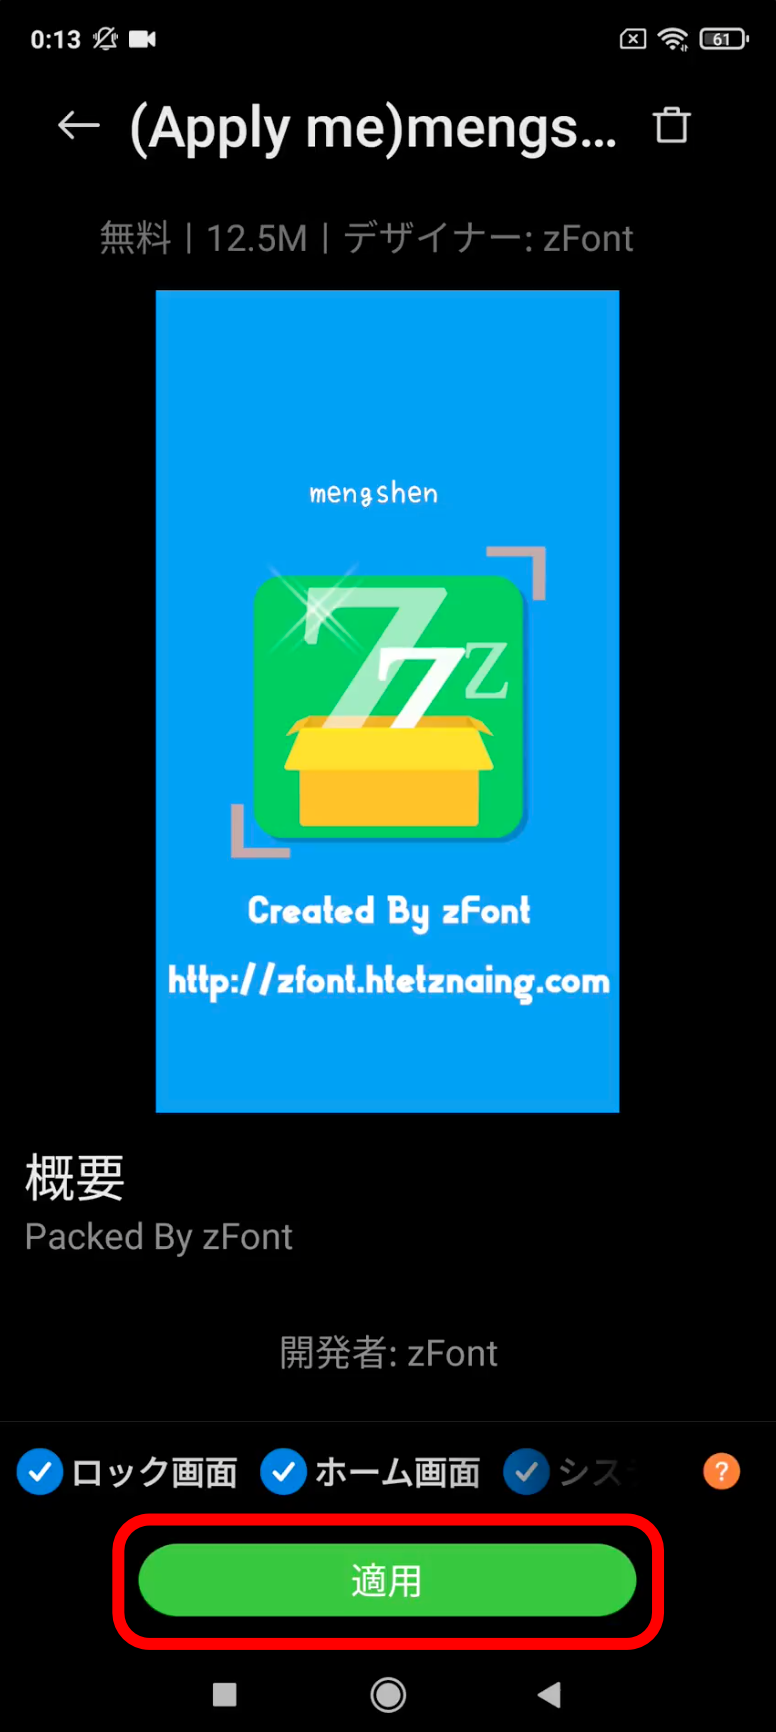 0:13 61
(Apply me)mengs...
無料 | 12.5M | デザイナー: zFont
mengshen
Z Z Z
Created By zFont
http://zfont.htetznaing.com
概要
Packed By zFont
開発者: zFont
ロック画面 ホーム画面 シス ?
適用